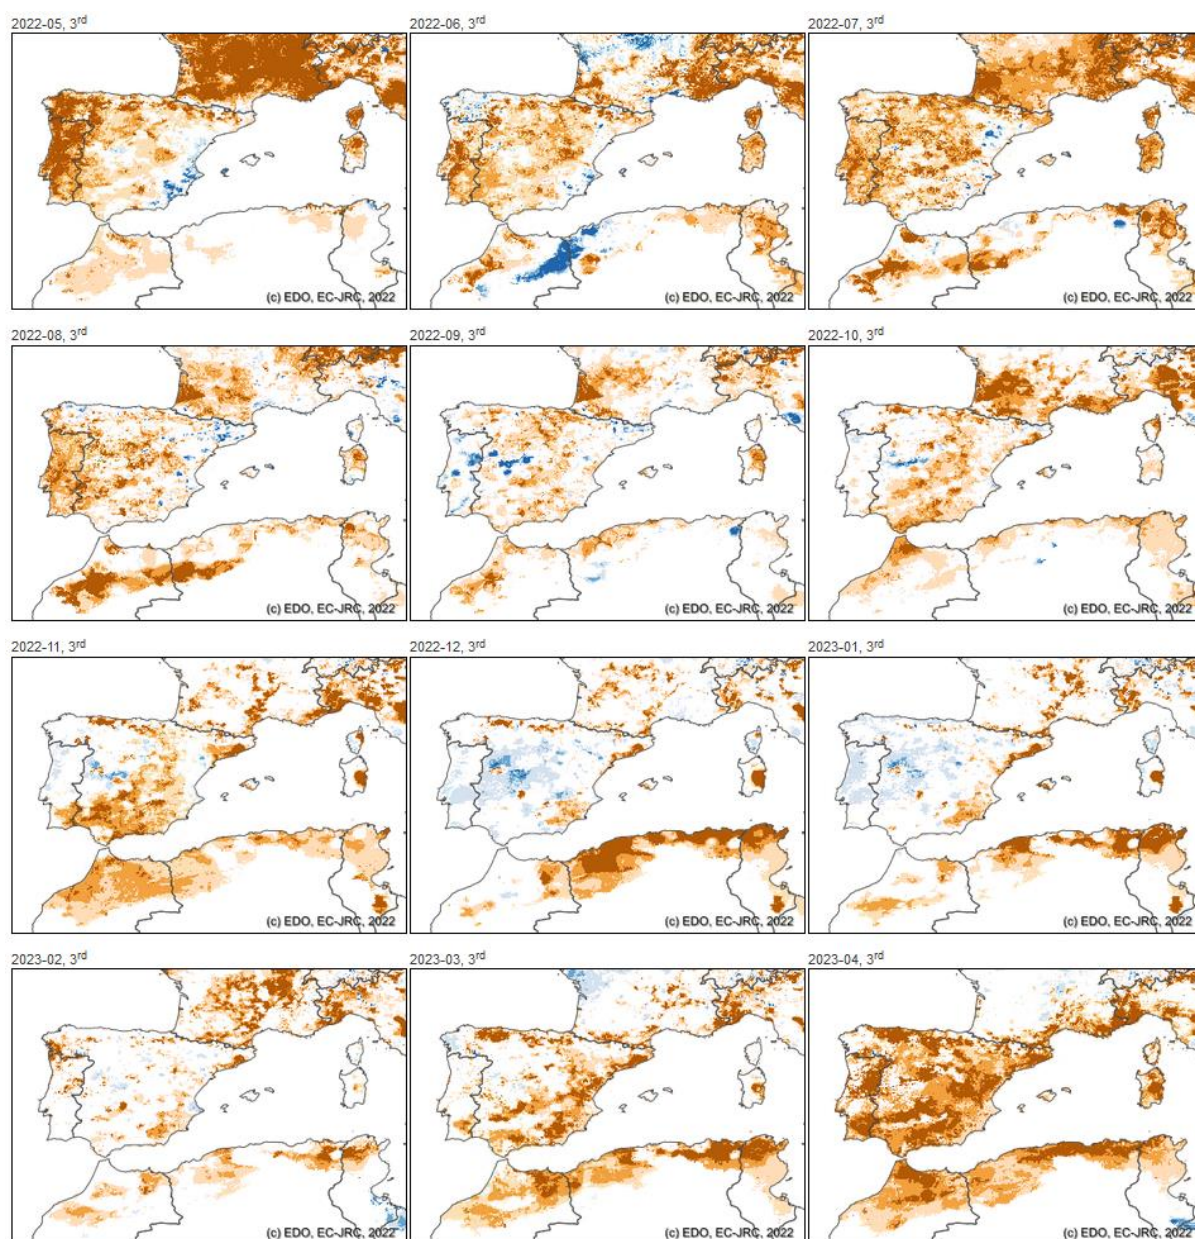 2022-05, 3rd
2022-06, 3rd
2022-07, 3rd
(c) EDO, EC-JRC, 2022
(c) EDO, EC-JRC, 2022
(c) EDO, EC-JRC, 2022
2022-08, 3rd
2022-09, 3rd
2022-10, 3rd
(c) EDO, EC-JRC, 2022
(c) EDO, EC-JRC, 2022
(c) EDO, EC-JRC, 2022
2022-11, 3rd
2022-12, 3rd
2023-01, 3rd
(c) EDO, EC-JRC, 2022
(c) EDO, EC-JRC, 2022
(c) EDO, EC-JRC, 2022
2023-02, 3rd
2023-03, 3rd
2023-04, 3rd
(c) EDO, EC-JRC, 2022
(c) EDO, EC-JRC, 2022
(c) EDO, EC-JRC, 2022